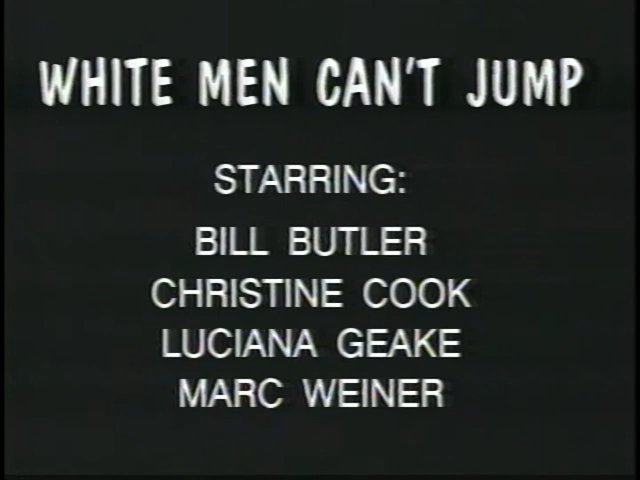 WHITE MEN CAN'T JUMP
STARRING:
BILL BUTLER
CHRISTINE COOK
LUCIANA GEAKE
MARC WEINER